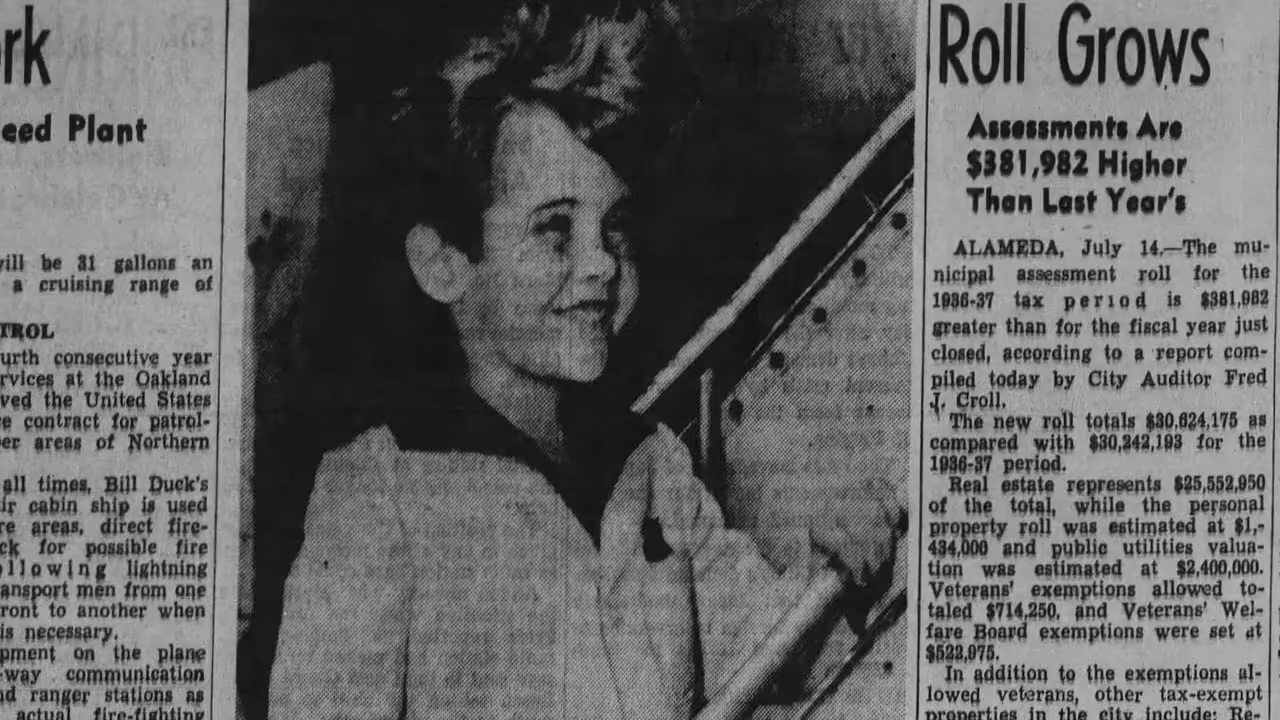 rk
eed Plant
will be 31 gallons an
a cruising range of
TROL
urth consecutive year
rvices at the Oakland
ved the United States
e contract for patrol-
er areas of Northern
all times, Bill Duck's
ir cabin ship is used
re areas, direct fire-
ck for possible fire
llowing lightning
ansport men from one
ront to another when
is necessary.
pment on the plane
-way communication
nd ranger stations as
actual fire-fighting
Roll Grows
Assessments Are
$381,982 Higher
Than Last Year's
ALAMEDA, July 14.—The mu-
nicipal assessment roll for the
1936-37 tax period is $381,982
greater than for the fiscal year just
closed, according to a report com-
piled today by City Auditor Fred
J. Croll.
The new roll totals $30,624,175 as
compared with $30,242,193 for the
1936-37 period.
Real estate represents $25,552,950
of the total, while the personal
property roll was estimated at $1,-
434,000 and public utilities valua-
tion was estimated at $2,400,000.
Veterans' exemptions allowed to-
taled $714,250, and Veterans' Wel-
fare Board exemptions were set at
$522,975.
In addition to the exemptions al-
lowed veterans, other tax-exempt
properties in the city include: Re-